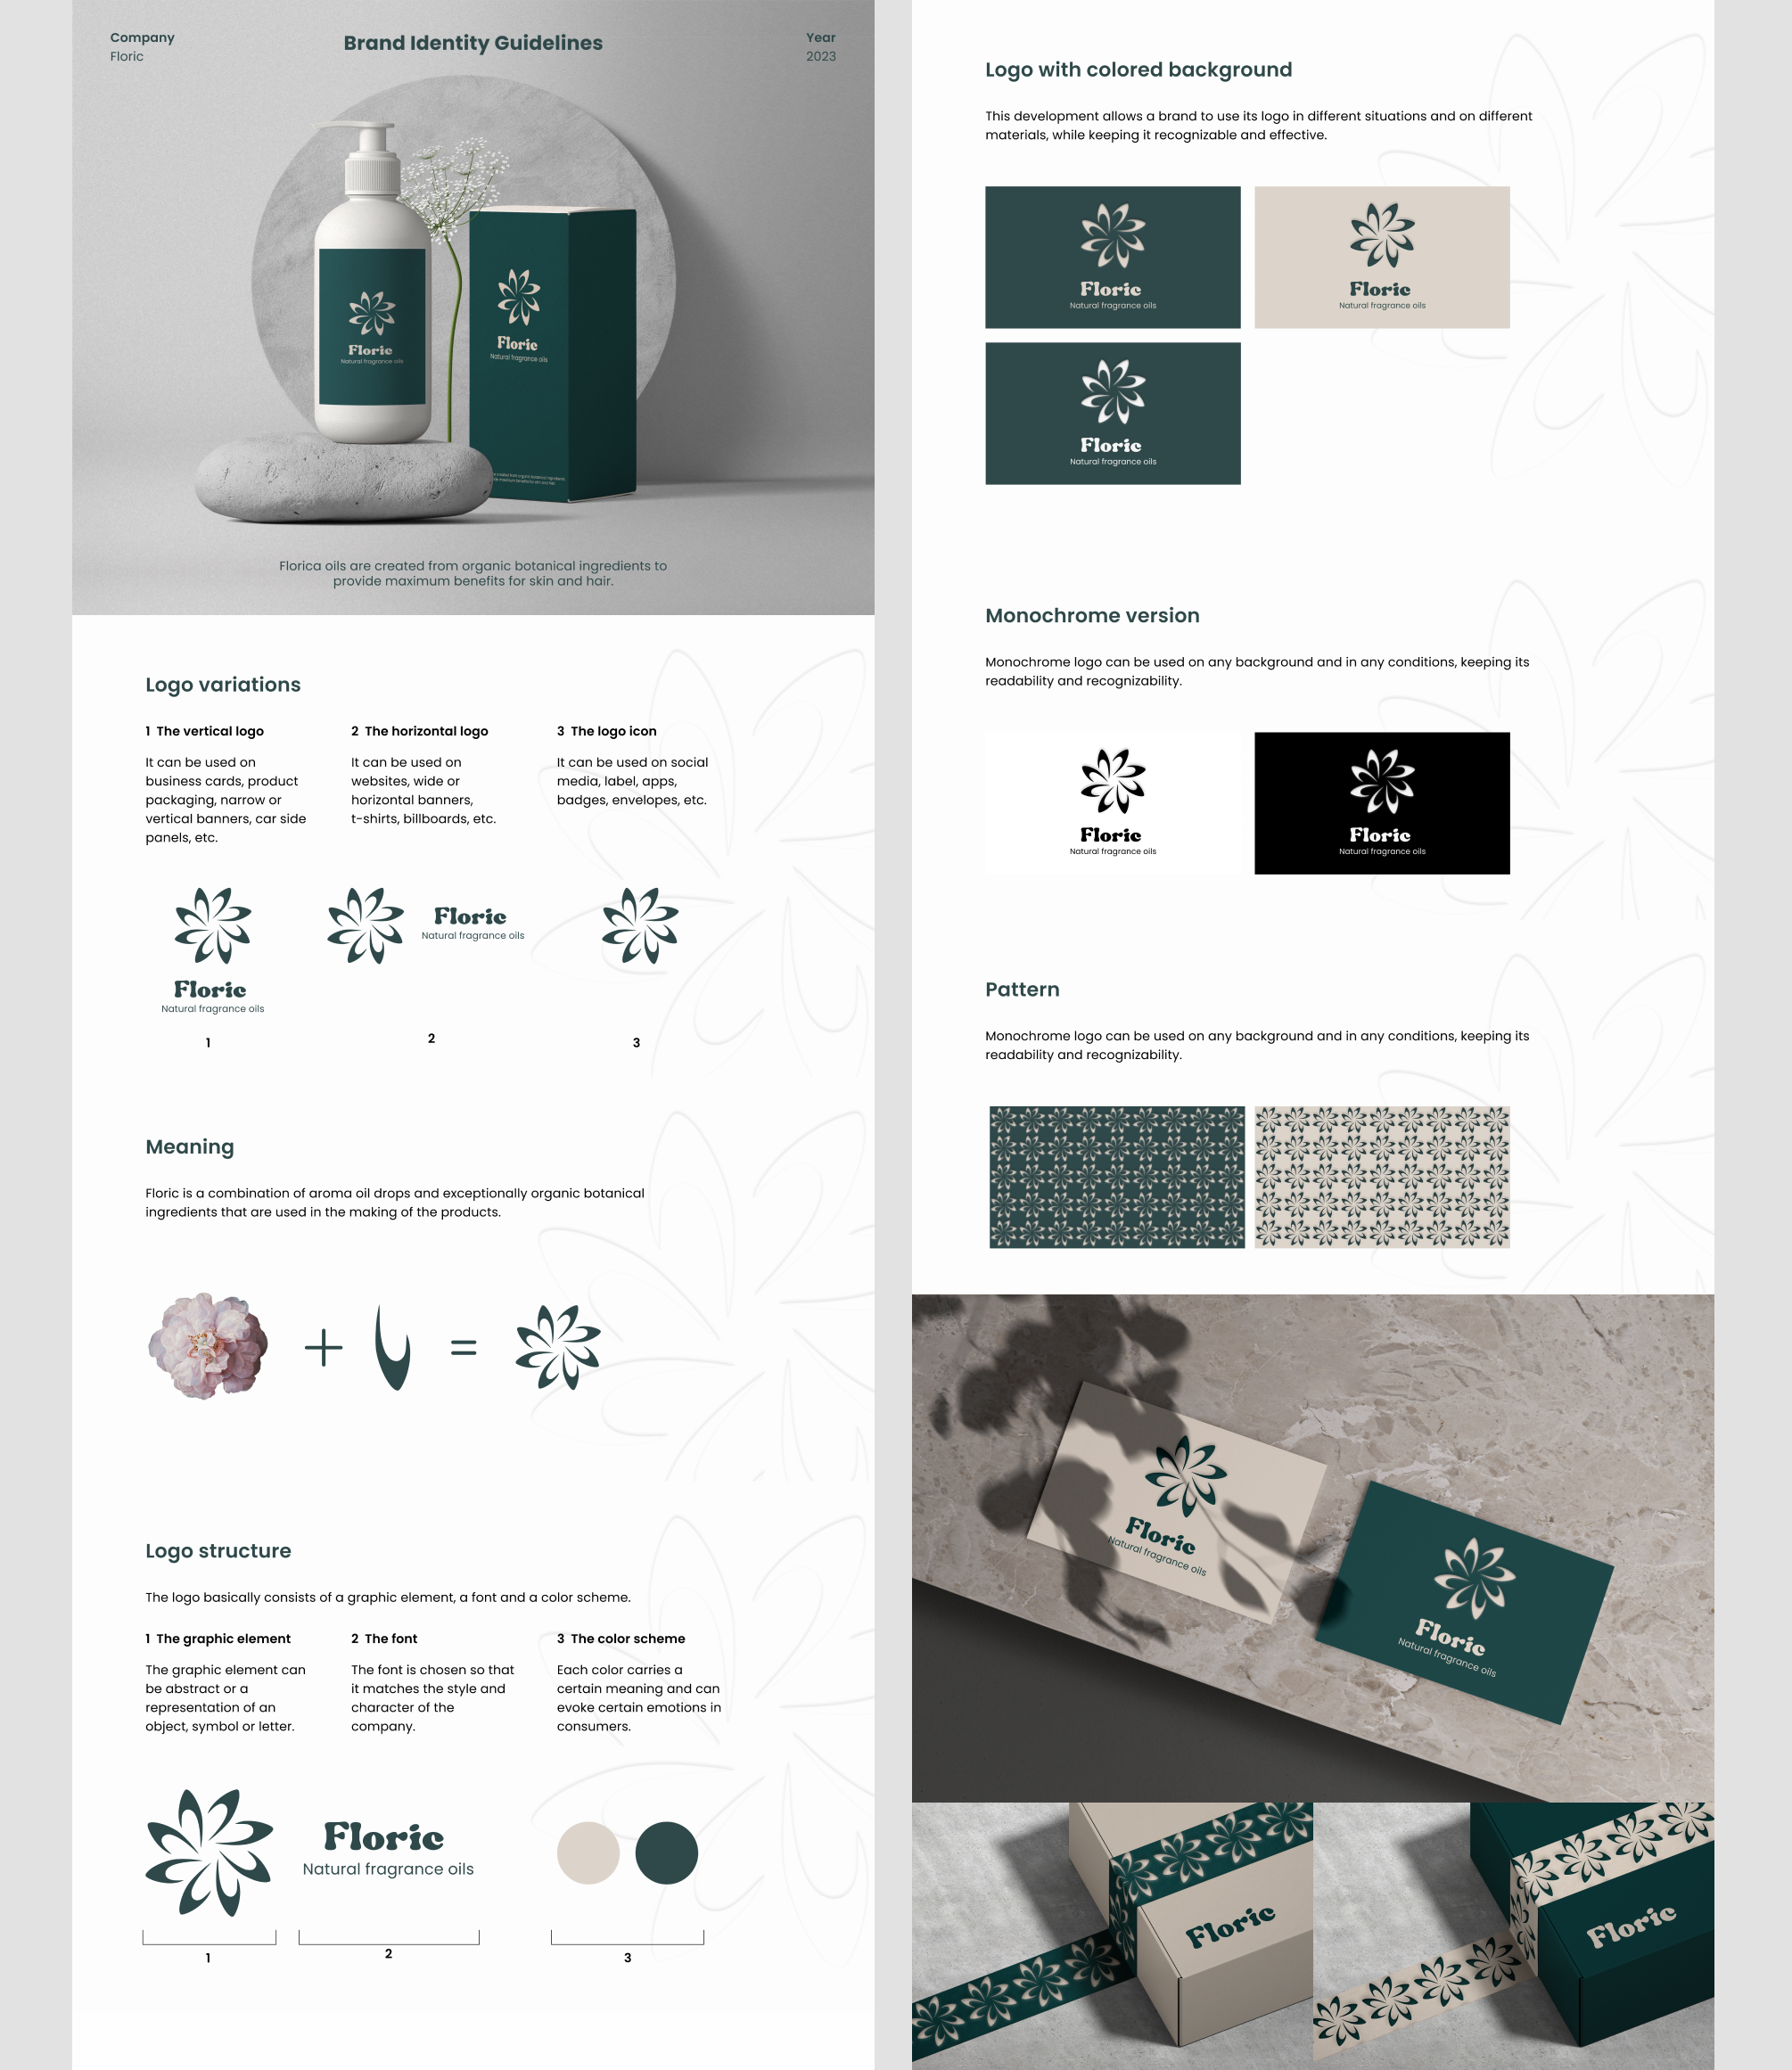 Company
Floric
Brand Identity Guidelines
Year
2023
Floric
Natural fragrance oils
Floric
Natural fragrance oils
Florica oils are created from organic botanical ingredients to
provide maximum benefits for skin and hair.
Logo variations
1 The vertical logo
It can be used on
business cards, product
packaging, narrow or
vertical banners, car side
panels, etc.
2 The horizontal logo
It can be used on
websites, wide or
horizontal banners,
t-shirts, billboards, etc.
3 The logo icon
It can be used on social
media, label, apps,
badges, envelopes, etc.
Floric
Natural fragrance oils
1
Floric
Natural fragrance oils
2
3
Meaning
Floric is a combination of aroma oil drops and exceptionally organic botanical
ingredients that are used in the making of the products.
+
=
Logo structure
The logo basically consists of a graphic element, a font and a color scheme.
1 The graphic element
The graphic element can
be abstract or a
representation of an
object, symbol or letter.
2 The font
The font is chosen so that
it matches the style and
character of the
company.
3 The color scheme
Each color carries a
certain meaning and can
evoke certain emotions in
consumers.
Floric
Natural fragrance oils
1
2
3
Logo with colored background
This development allows a brand to use its logo in different situations and on different
materials, while keeping it recognizable and effective.
Floric
Natural fragrance oils
Floric
Natural fragrance oils
Floric
Natural fragrance oils
Monochrome version
Monochrome logo can be used on any background and in any conditions, keeping its
readability and recognizability.
Floric
Natural fragrance oils
Floric
Natural fragrance oils
Pattern
Monochrome logo can be used on any background and in any conditions, keeping its
readability and recognizability.
Floric
Natural fragrance oils
Floric
Natural fragrance oils
Floric
Floric